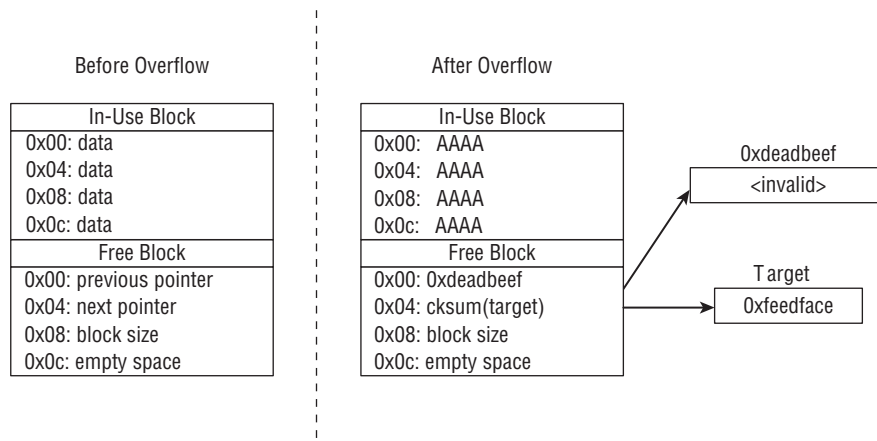 Before Overflow
In-Use Block
0x00: data
0x04: data
0x08: data
0x0c: data
Free Block
0x00: previous pointer
0x04: next pointer
0x08: block size
0x0c: empty space
After Overflow
In-Use Block
0x00: AAAA
0x04: AAAA
0x08: AAAA
0x0c: AAAA
Free Block
0x00: 0xdeadbeef
0x04: cksum(target)
0x08: block size
0x0c: empty space
0xdeadbeef
<invalid>
Target
0xfeedface